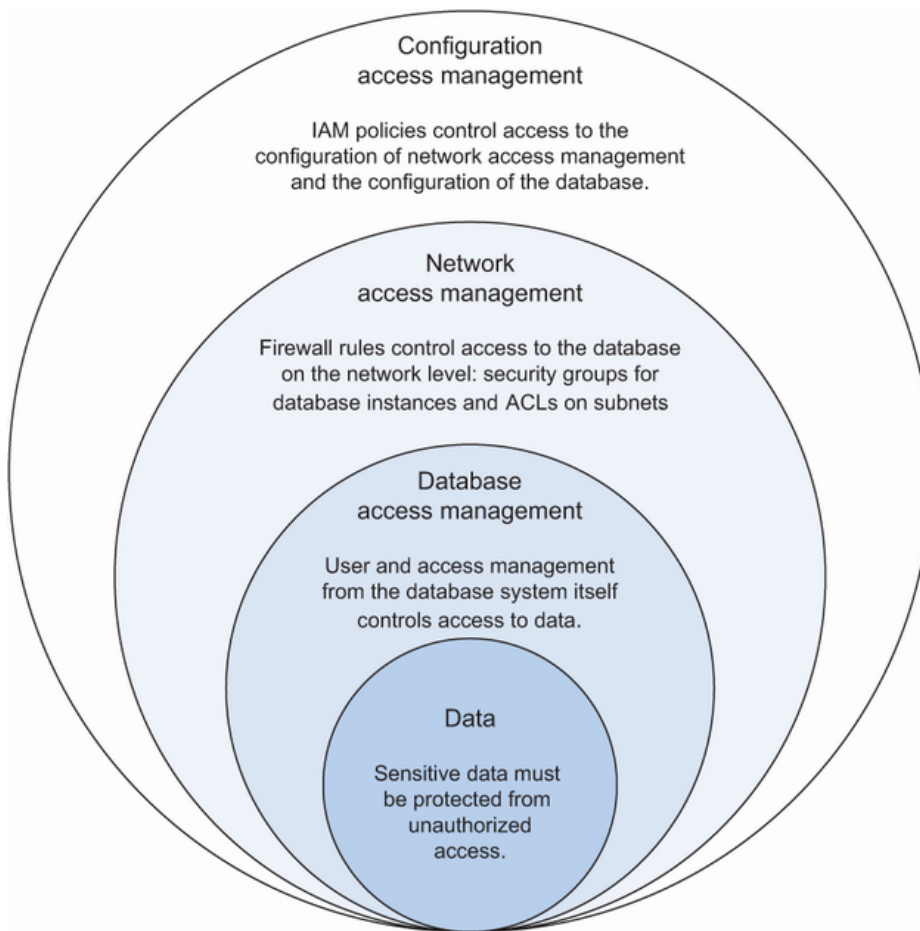 Configuration
access management
IAM policies control access to the
configuration of network access management
and the configuration of the database.
Network
access management
Firewall rules control access to the database
on the network level: security groups for
database instances and ACLs on subnets
Database
access management
User and access management
from the database system itself
controls access to data.
Data
Sensitive data must
be protected from
unauthorized
access.